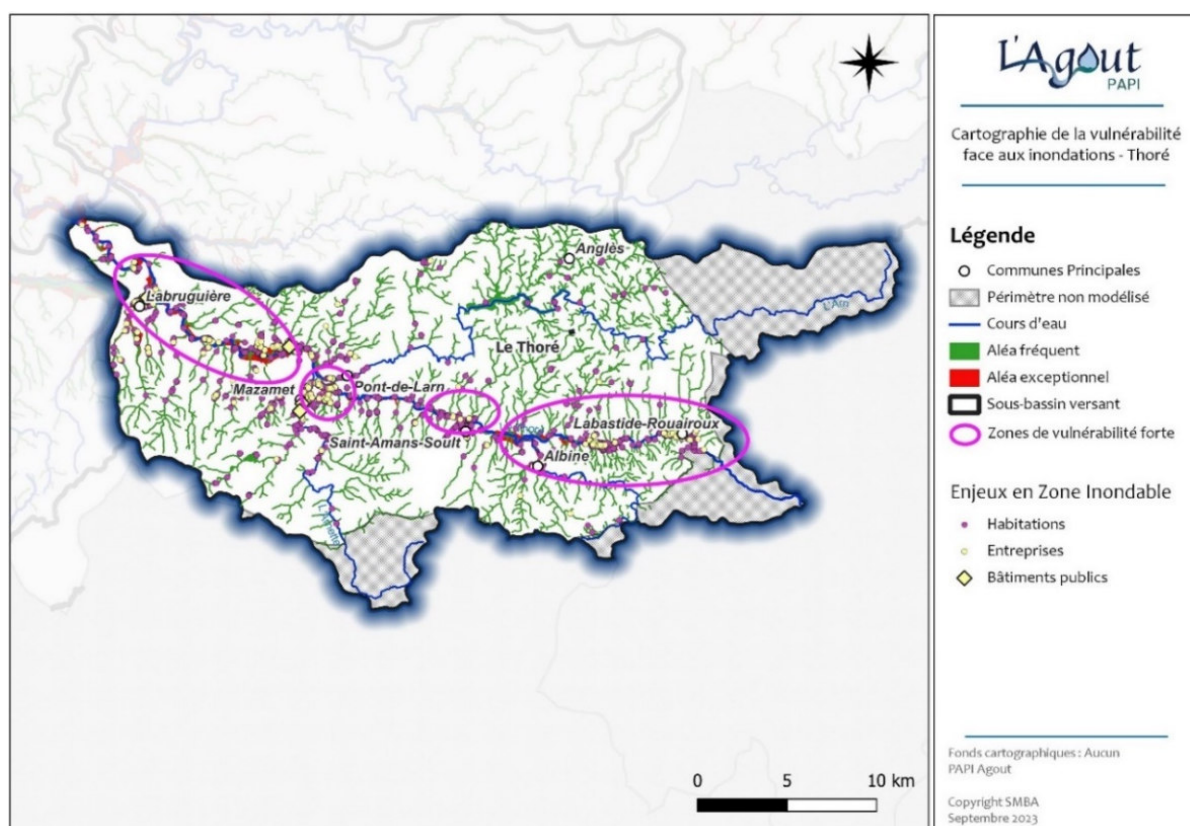 L'Agout
PAPI
Cartographie de la vulnérabilité
face aux inondations - Thoré
Légende
Communes Principales
Périmètre non modélisé
Cours d'eau
Aléa fréquent
Aléa exceptionnel
Sous-bassin versant
Zones de vulnérabilité forte
Enjeux en Zone Inondable
Habitations
Entreprises
Bâtiments publics
Fonds cartographiques : Aucun
PAPI Agout
Copyright SMBA
Septembre 2023
Anglès
Labruguière
L'Arn
Le Thoré
Mazamet
Pont-de-Larn
Saint-Amans-Soult
Labastide-Rouairoux
Albine
0 5 10 km